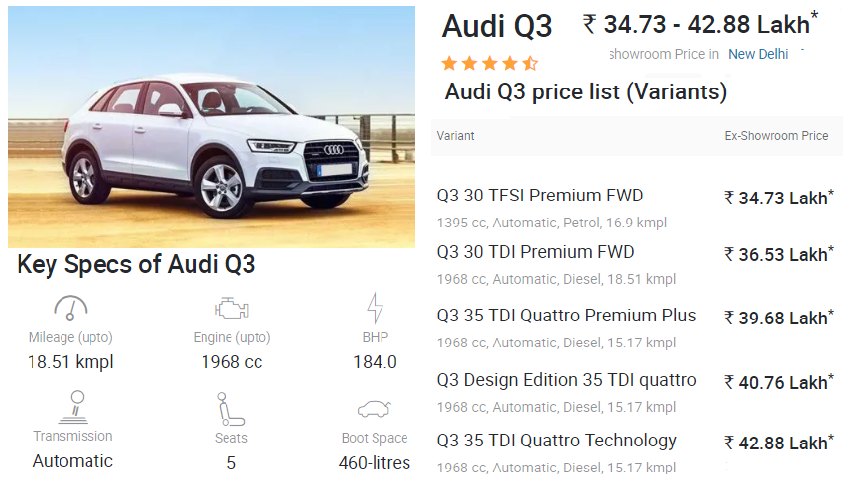 Audi Q3 ₹ 34.73 - 42.88 Lakh*
showroom Price in New Delhi
Audi Q3 price list (Variants)
Variant Ex-Showroom Price
Q3 30 TFSI Premium FWD ₹ 34.73 Lakh*
1395 cc, Automatic, Petrol, 16.9 kmpl
Q3 30 TDI Premium FWD ₹ 36.53 Lakh*
1968 cc, Automatic, Diesel, 18.51 kmpl
Q3 35 TDI Quattro Premium Plus ₹ 39.68 Lakh*
1968 cc, Automatic, Diesel, 15.17 kmpl
Q3 Design Edition 35 TDI quattro ₹ 40.76 Lakh*
1968 cc, Automatic, Diesel, 15.17 kmpl
Q3 35 TDI Quattro Technology ₹ 42.88 Lakh*
1968 cc, Automatic, Diesel, 15.17 kmpl
Key Specs of Audi Q3
Mileage (upto) Engine (upto) BHP
18.51 kmpl 1968 cc 184.0
Transmission Seats Boot Space
Automatic 5 460-litres